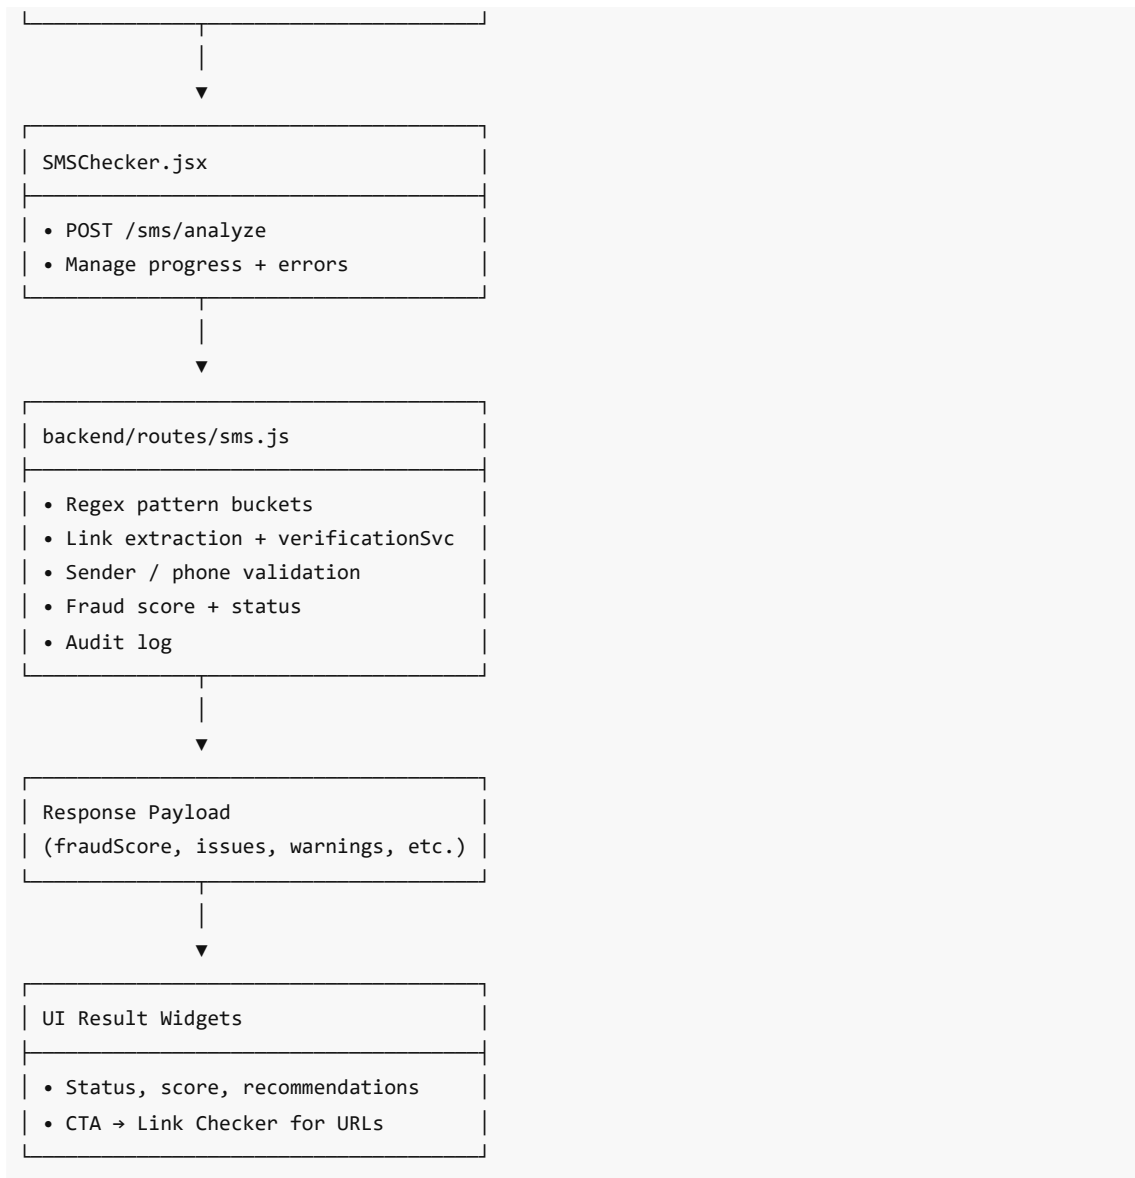 ▼
SMSChecker.jsx
• POST /sms/analyze
• Manage progress + errors
▼
backend/routes/sms.js
• Regex pattern buckets
• Link extraction + verificationSvc
• Sender / phone validation
• Fraud score + status
• Audit log
▼
Response Payload
(fraudScore, issues, warnings, etc.)
▼
UI Result Widgets
• Status, score, recommendations
• CTA → Link Checker for URLs